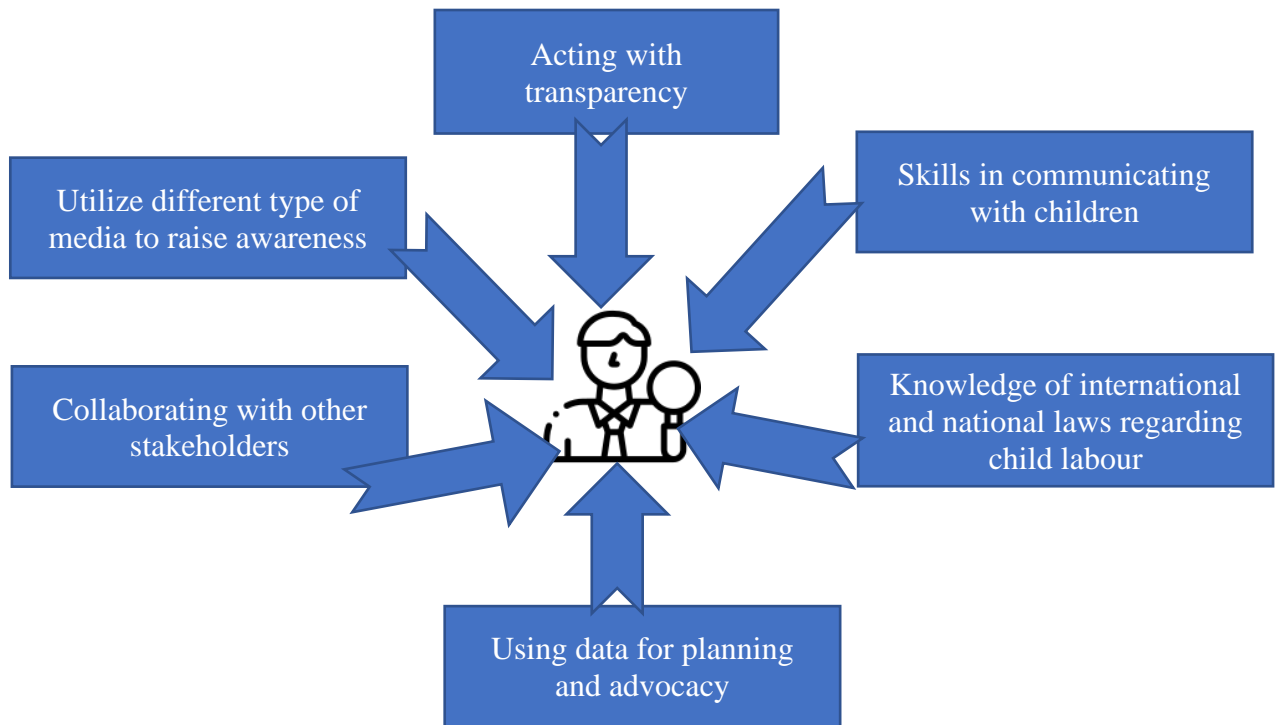 Acting with
transparency
Utilize different type of
media to raise awareness
Skills in communicating
with children
Collaborating with other
stakeholders
Knowledge of international
and national laws regarding
child labour
Using data for planning
and advocacy